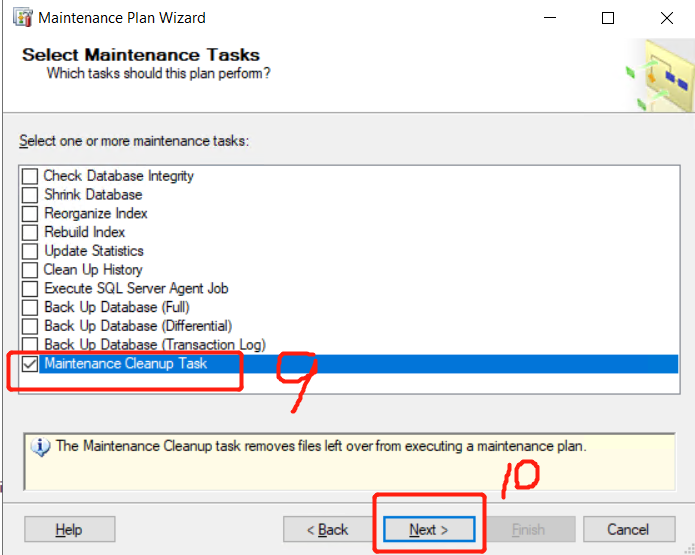 Maintenance Plan Wizard
Select Maintenance Tasks
Which tasks should this plan perform?
Select one or more maintenance tasks:
Check Database Integrity
Shrink Database
Reorganize Index
Rebuild Index
Update Statistics
Clean Up History
Execute SQL Server Agent Job
Back Up Database (Full)
Back Up Database (Differential)
Back Up Database (Transaction Log)
Maintenance Cleanup Task
9
The Maintenance Cleanup task removes files left over from executing a maintenance plan.
10
Help
< Back
Next >
Finish
Cancel